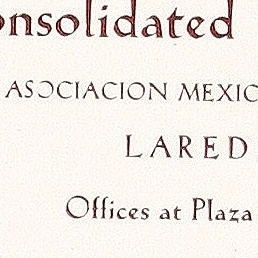 onsolidated
ASOCIACION MEXIC
LARED
Offices at Plaza